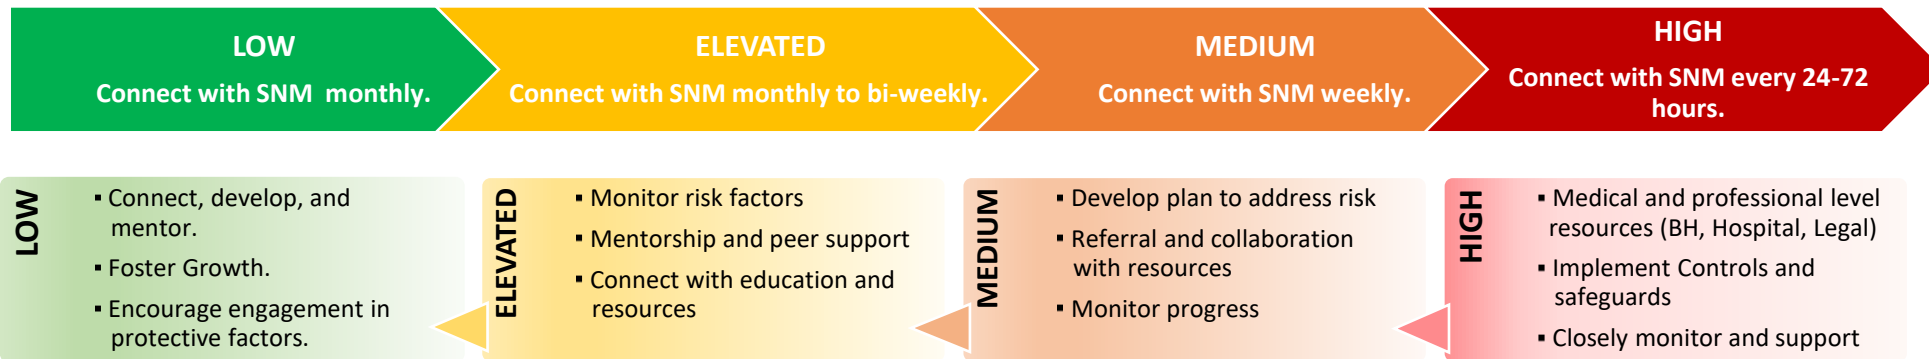 LOW
Connect with SNM monthly.
ELEVATED
Connect with SNM monthly to bi-weekly.
MEDIUM
Connect with SNM weekly.
HIGH
Connect with SNM every 24-72
hours.
LOW
▪ Connect, develop, and
mentor.
▪ Foster Growth.
▪ Encourage engagement in
protective factors.
ELEVATED
▪ Monitor risk factors
▪ Mentorship and peer support
▪ Connect with education and
resources
MEDIUM
▪ Develop plan to address risk
▪ Referral and collaboration
with resources
▪ Monitor progress
HIGH
▪ Medical and professional level
resources (BH, Hospital, Legal)
▪ Implement Controls and
safeguards
▪ Closely monitor and support